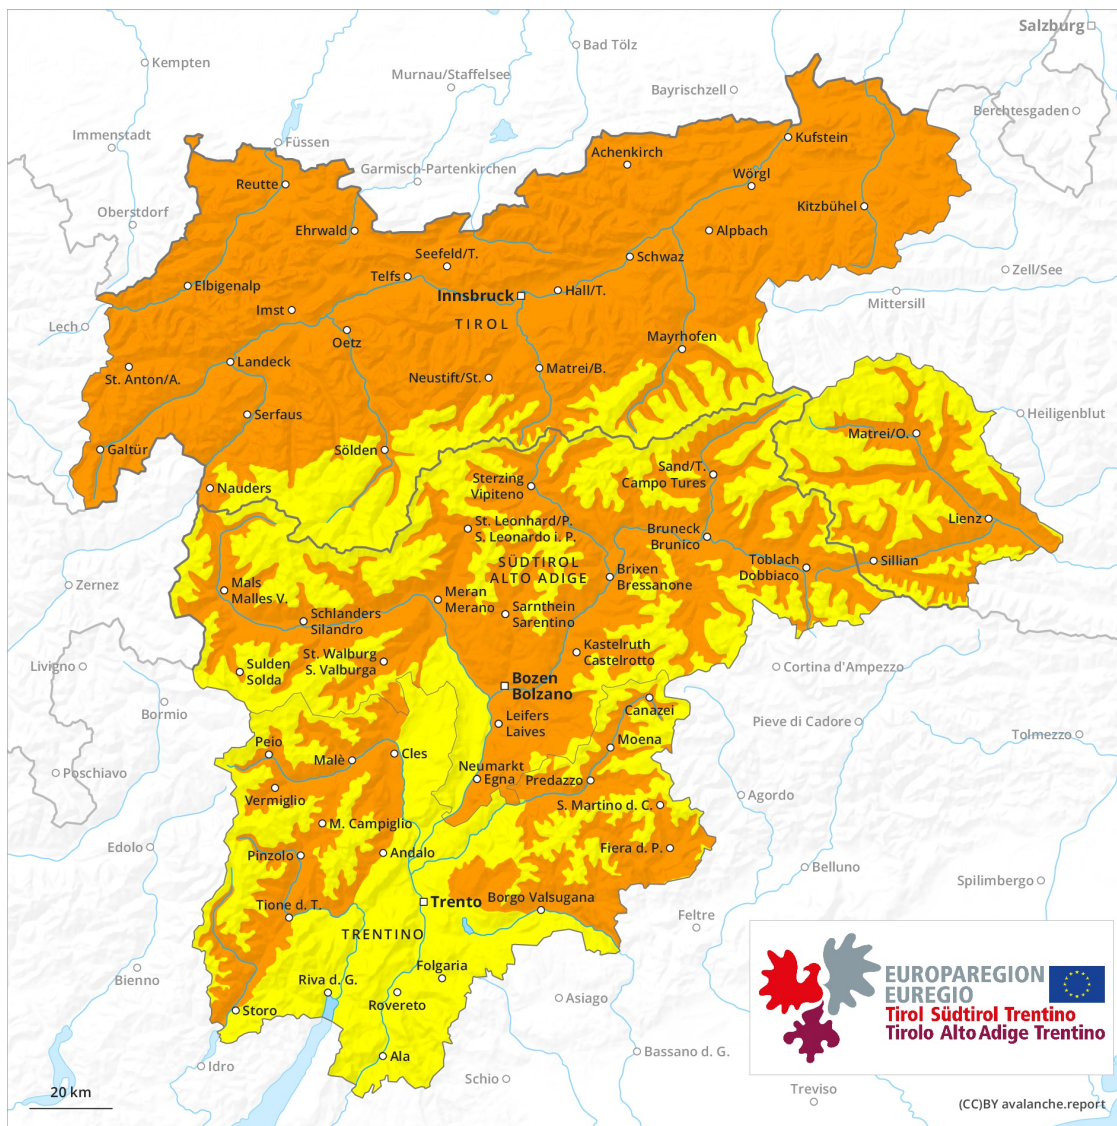 Salzburg
Bad Tölz
Kempten
Murnau/Staffelsee
Bayrischzell
Berchtesgaden
Immenstadt
Füssen
Kufstein
Achenkirch
Garmisch-Partenkirchen
Wörgl
Reutte
Kitzbühel
Oberstdorf
Ehrwald
Alpbach
Seefeld/T.
Schwaz
Telfs
Zell/See
Elbigenalp
Hall/T.
Innsbruck
Mittersill
Imst
TIROL
Lech
Oetz
Mayrhofen
Landeck
Matrei/B.
St. Anton/A.
Neustift/St.
Serfaus
Heiligenblut
Matrei/O.
Galtür
Sölden
Sand/T.
Campo Tures
Sterzing
Vipiteno
Nauders
Lienz
St. Leonhard/P.
S. Leonardo i. P.
Bruneck
Brunico
SÜDTIROL
ALTO ADIGE
Toblach
Dobbiaco
Sillian
Brixen
Bressanone
Zernez
Mals
Malles V.
Meran
Merano
Schlanders
Silandro
Sarnthein
Sarentino
Kastelruth
Castelrotto
St. Walburg
S. Valburga
Livigno
Sulden
Solda
Cortina d'Ampezzo
Bozen
Bolzano
Canazei
Bormio
Leifers
Laives
Pieve di Cadore
Tolmezzo
Moena
Peio
Cles
Malè
Poschiavo
Neumarkt
Egna
Predazzo
Vermiglio
Agordo
S. Martino d. C.
M. Campiglio
Edolo
Pinzolo
Andalo
Fiera d. P.
Belluno
Spilimbergo
Tione d. T.
Trento
Borgo Valsugana
Feltre
TRENTINO
Folgaria
Bienno
Riva d. G.
Rovereto
Asiago
Storo
Ala
Bassano d. G.
Idro
Schio
Treviso
EUROPAREGION
EUREGIO
Tirol Südtirol Trentino
Tirolo Alto Adige Trentino
20 km
(CC)BY avalanche.report